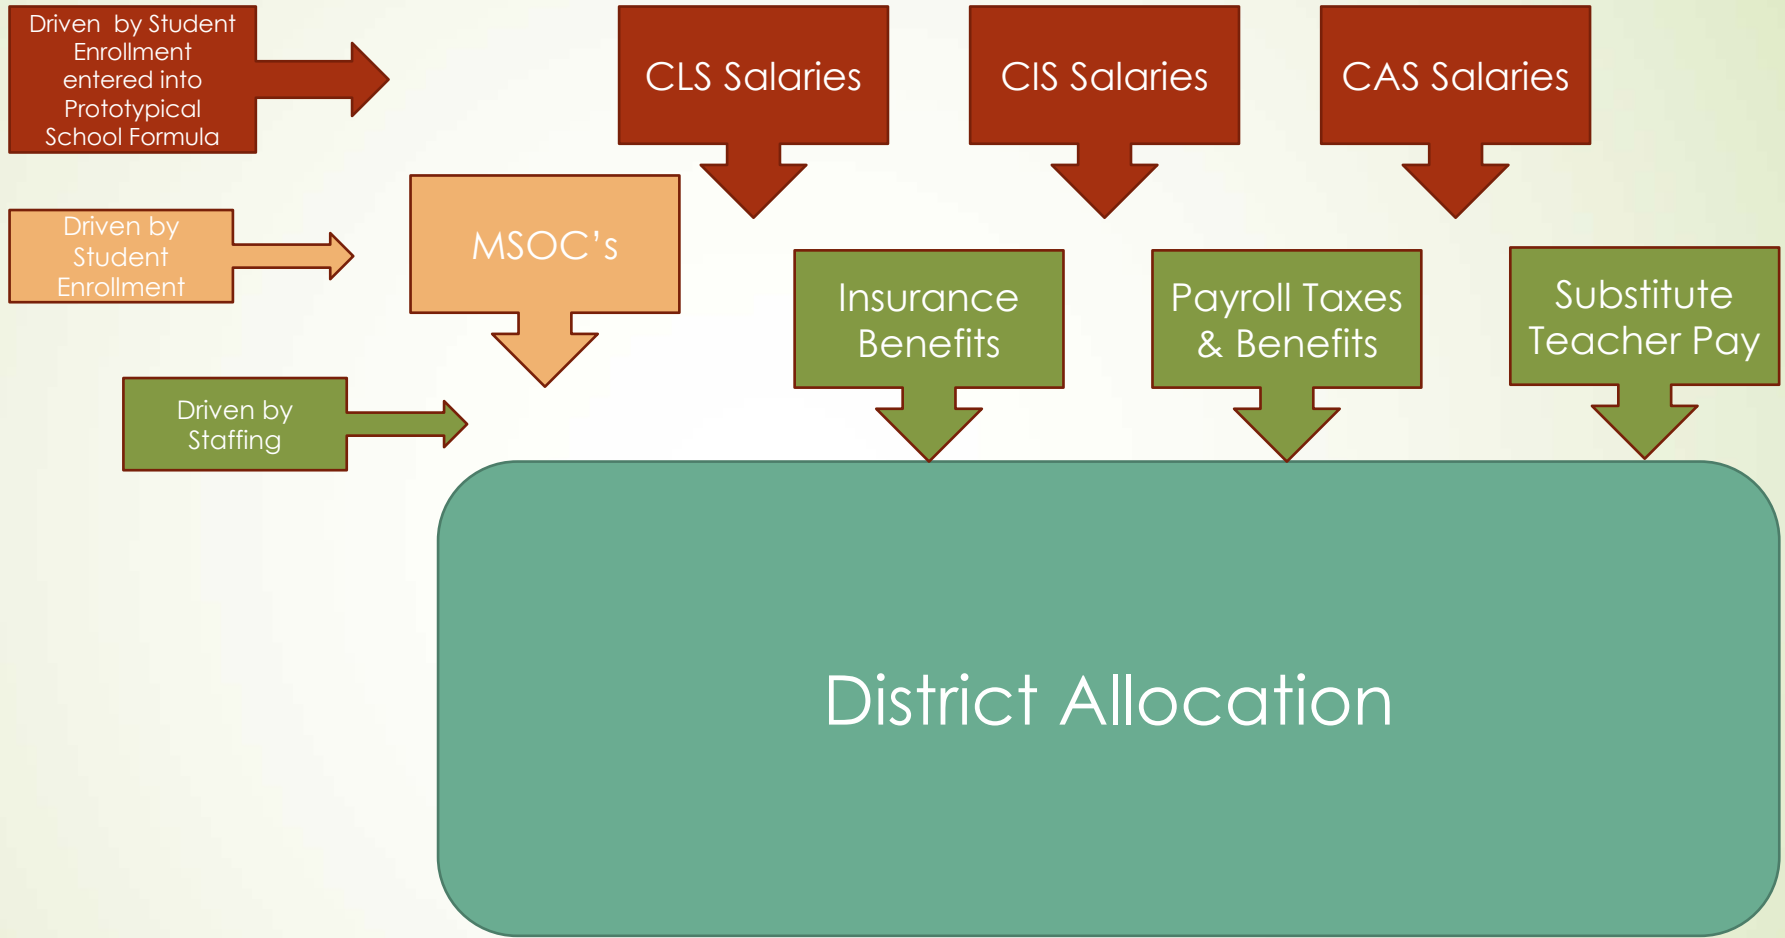 Driven  by Student
Enrollment
entered into
Prototypical
School Formula
CLS Salaries
CIS Salaries
CAS Salaries
Driven by
Student
Enrollment
MSOC’s
Insurance
Benefits
Payroll Taxes
& Benefits
Substitute
Teacher Pay
Driven by
Staffing
District Allocation